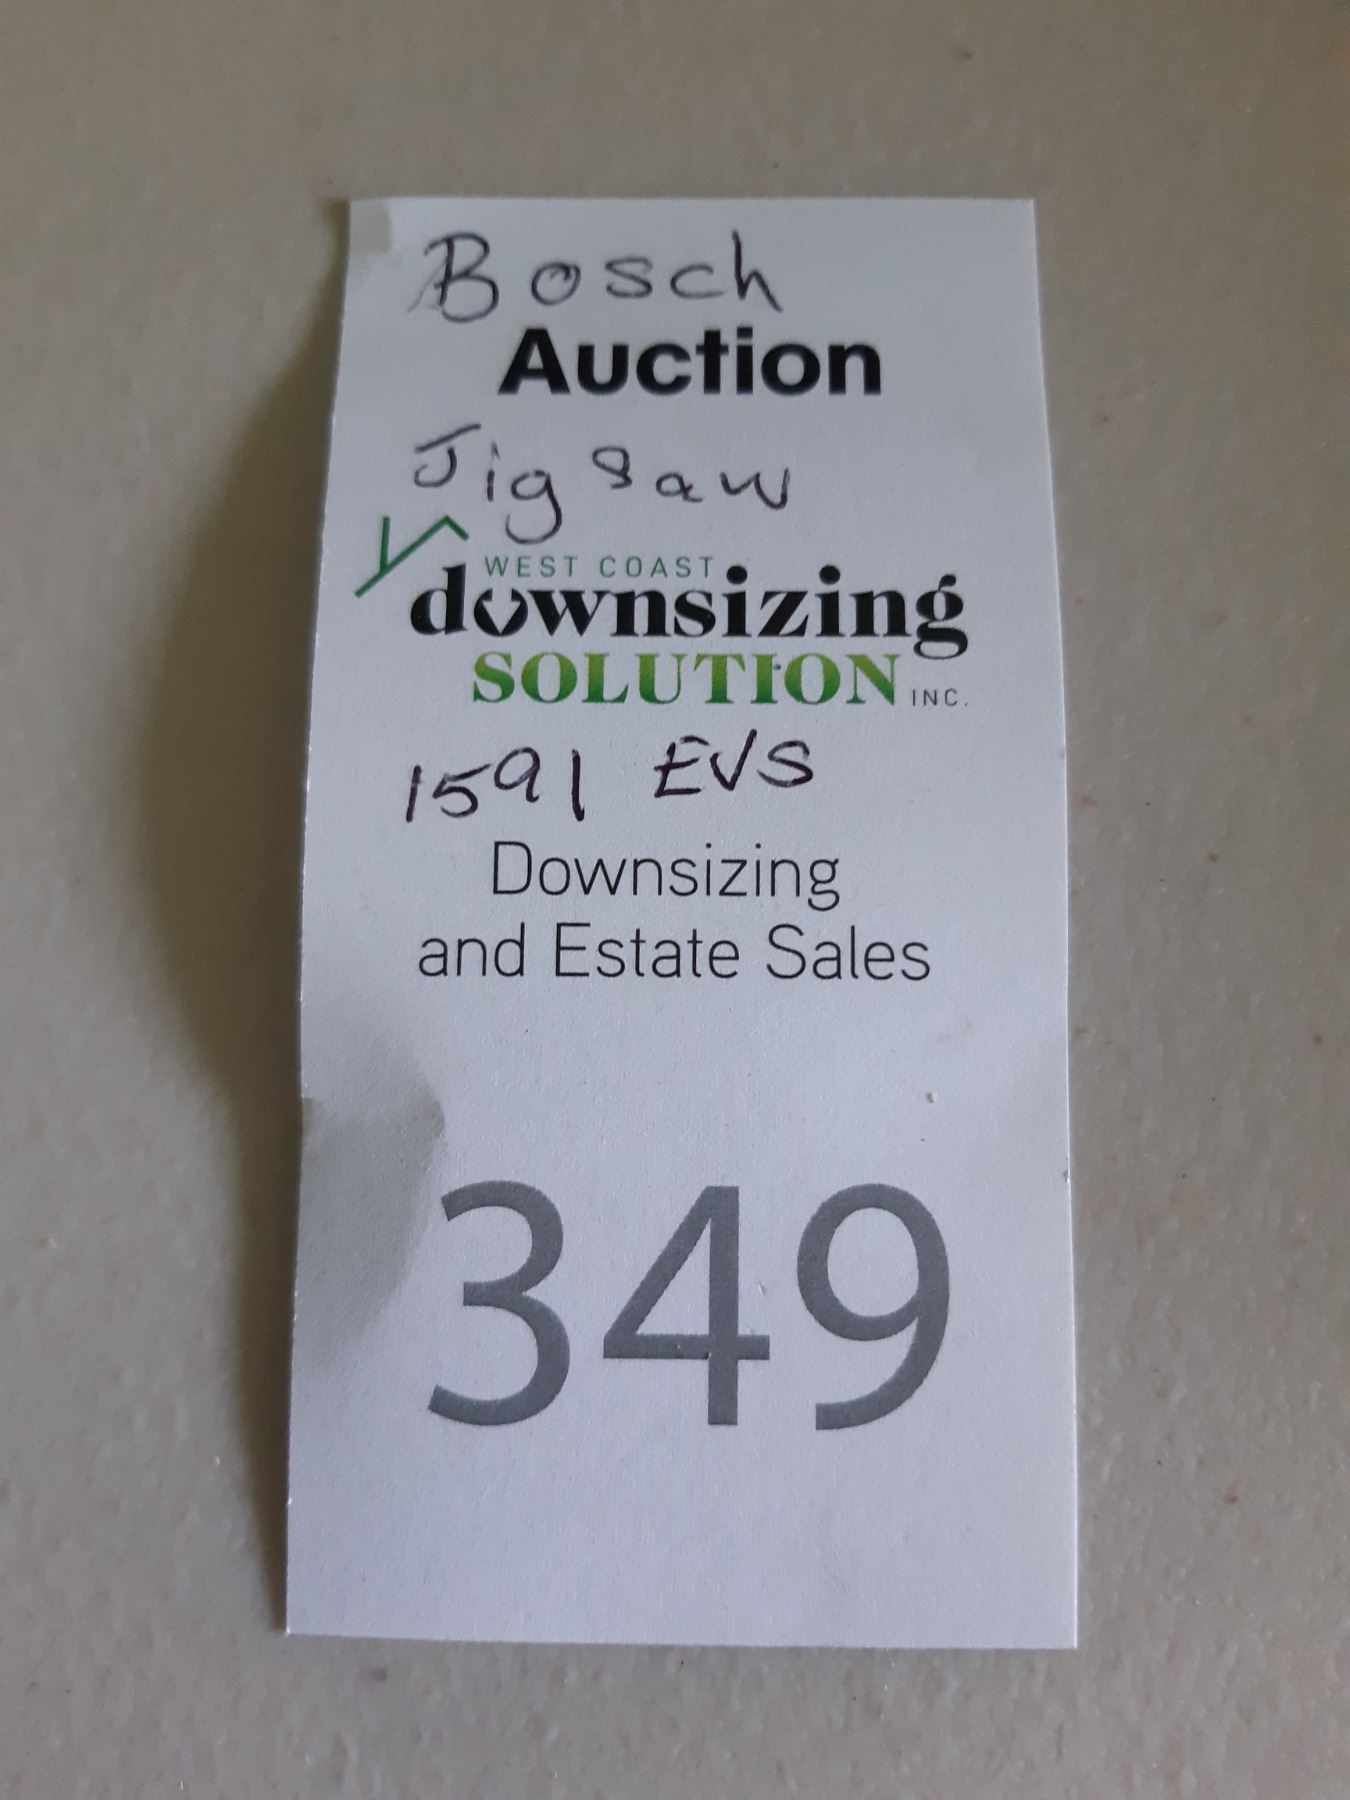 Bosch
Auction
Jigsaw
WEST COAST
downsizing
SOLUTION INC.
1591 EVS
Downsizing
and Estate Sales
349